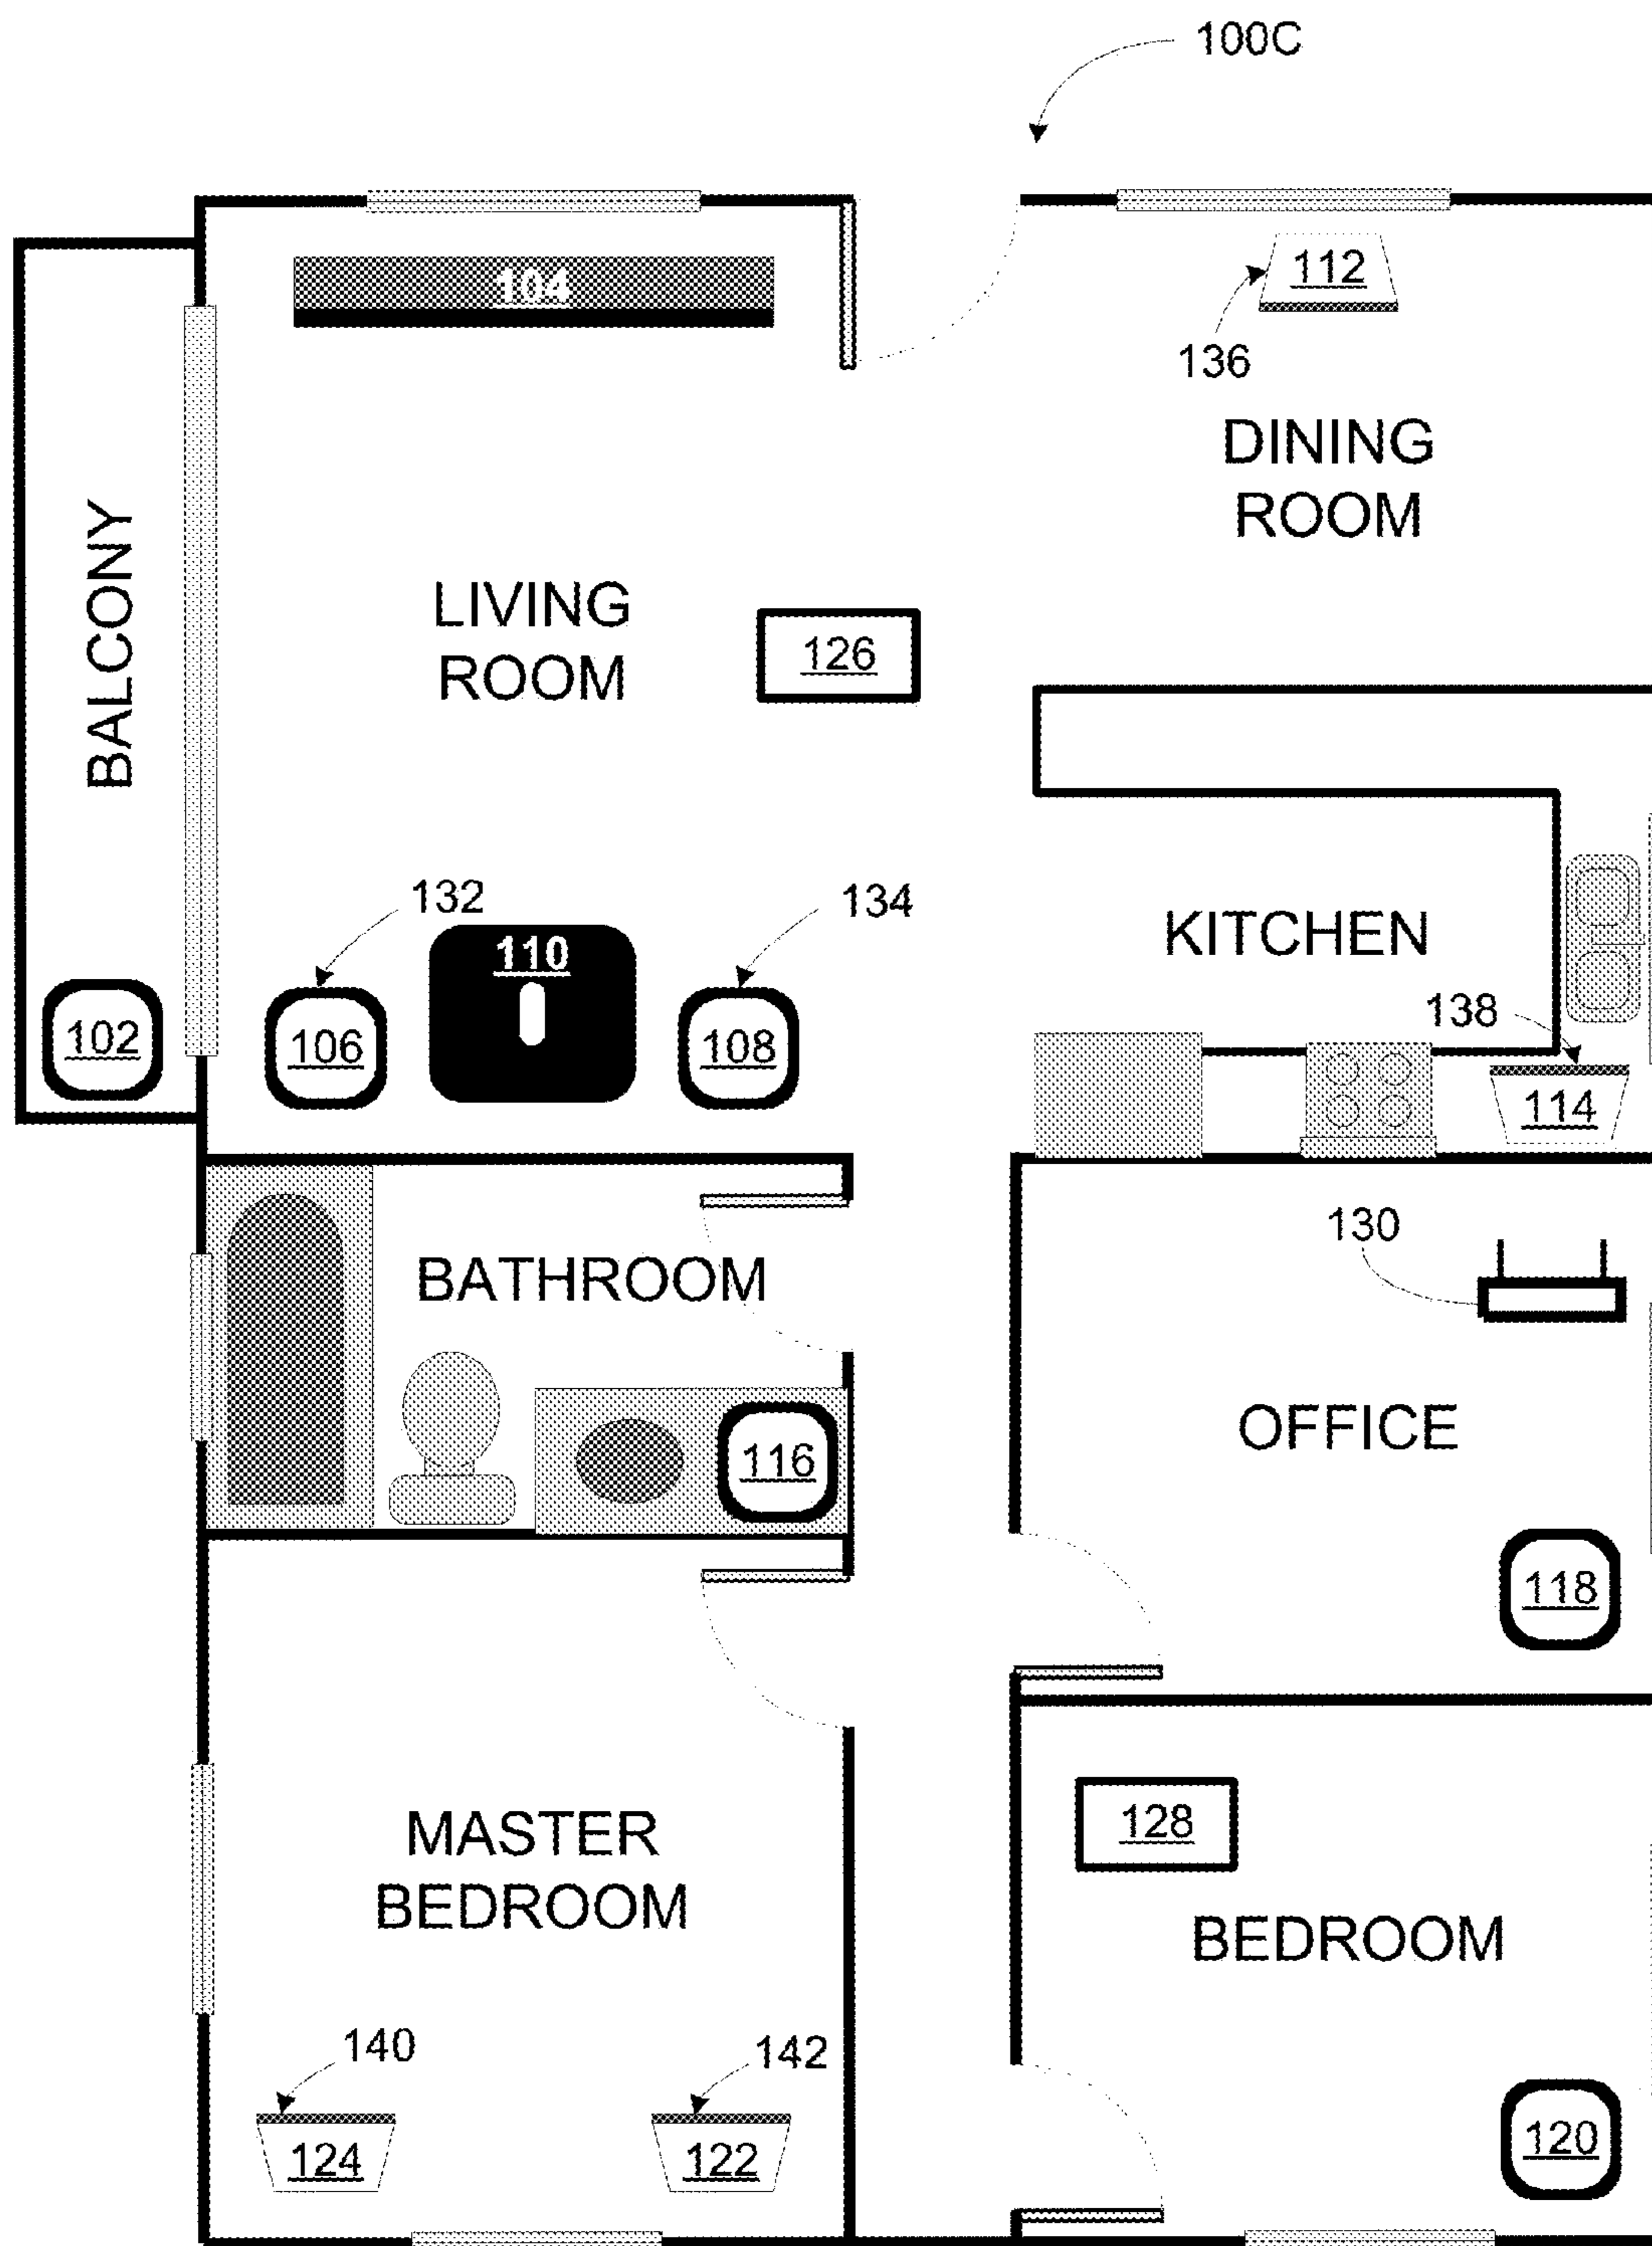 100C
104
112
136
DINING
ROOM
BALCONY
LIVING
ROOM
126
132
134
110
KITCHEN
102
106
108
138
114
130
BATHROOM
OFFICE
116
118
128
MASTER
BEDROOM
BEDROOM
140
142
124
122
120